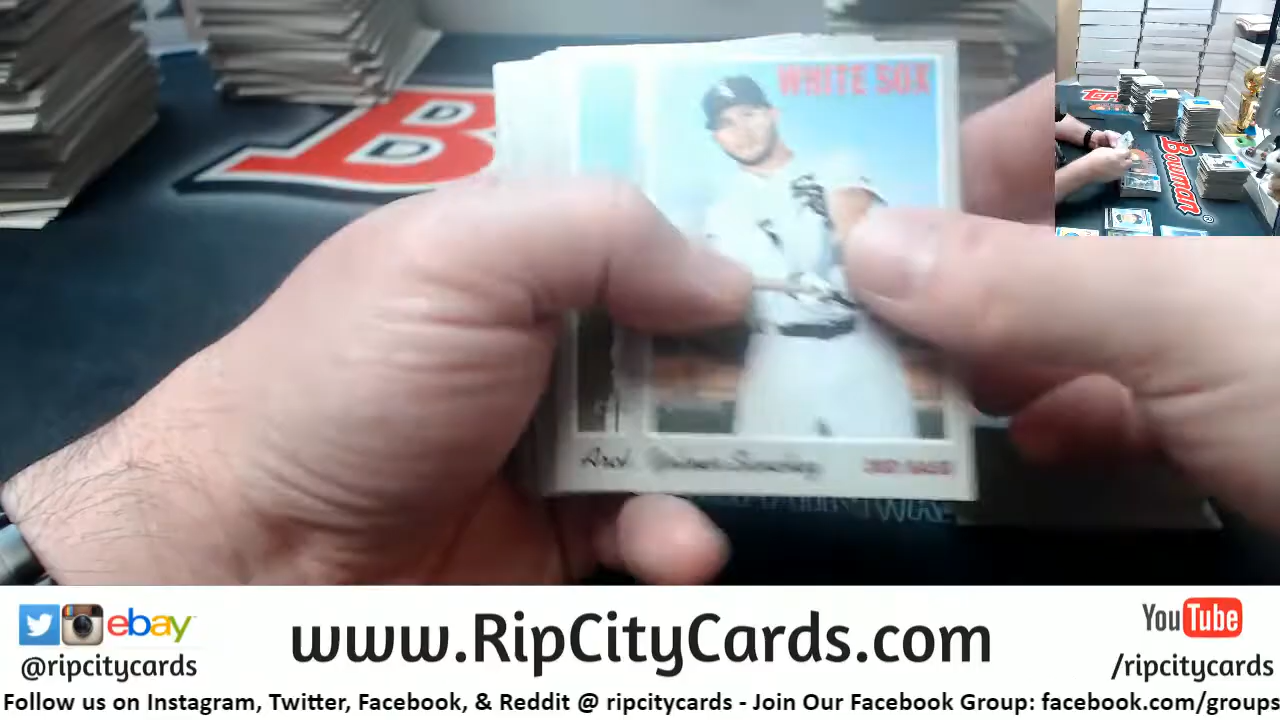 WHITE SOX
B
Topps
Bowman
ebay
www.RipCityCards.com
YouTube
@ripcitycards
/ripcitycards
Follow us on Instagram, Twitter, Facebook, & Reddit @ ripcitycards - Join Our Facebook Group: facebook.com/groups